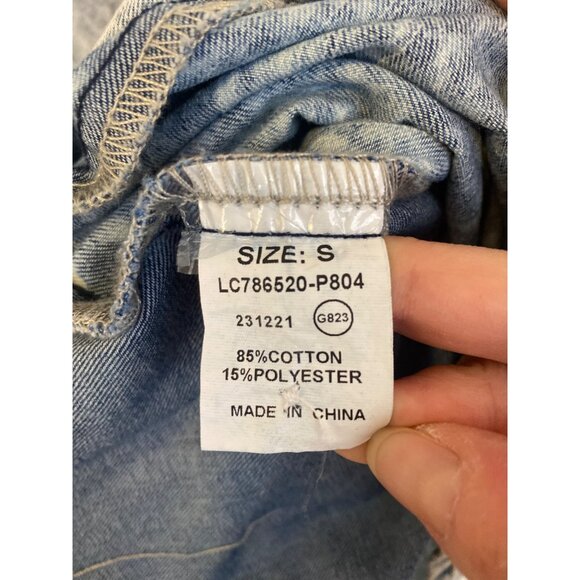 SIZE: S
LC786520-P804
231221 G823
85%COTTON
15%POLYESTER
MADE IN CHINA